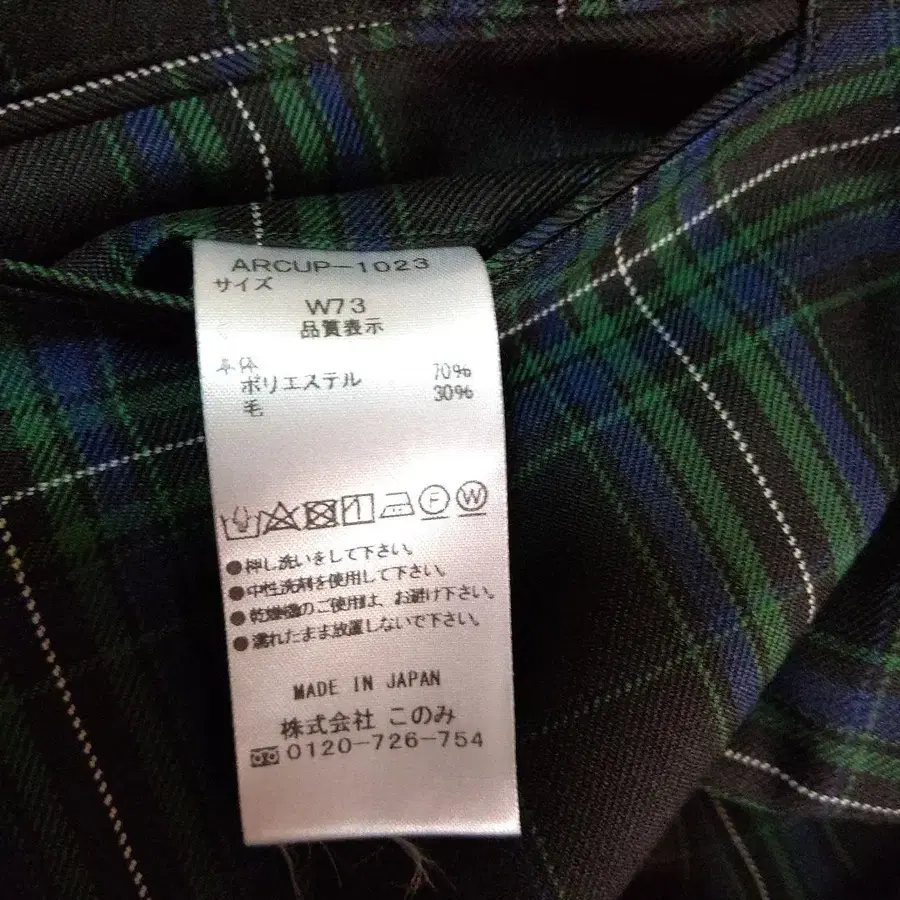 ARCUP-1023
サイズ
W73
品質表示
本体
ポリエステル 70%
毛 30%
F W
●押し洗いをして下さい。
●中性洗剤を使用して下さい。
●乾燥機のご使用は、お避け下さい。
●濡れたまま放置しないで下さい。
MADE IN JAPAN
株式会社 このみ
0120-726-754